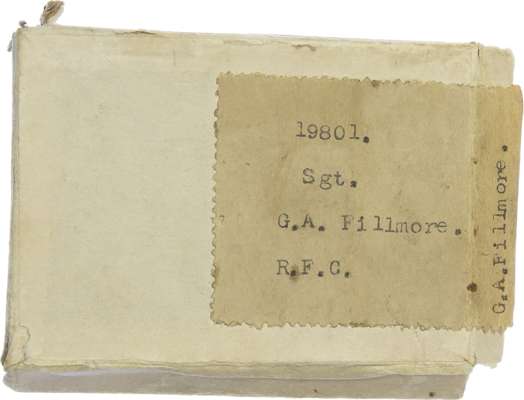 19801.
Sgt.
G.A. Fillmore.
R.F.C.
G.A.Fillmore.